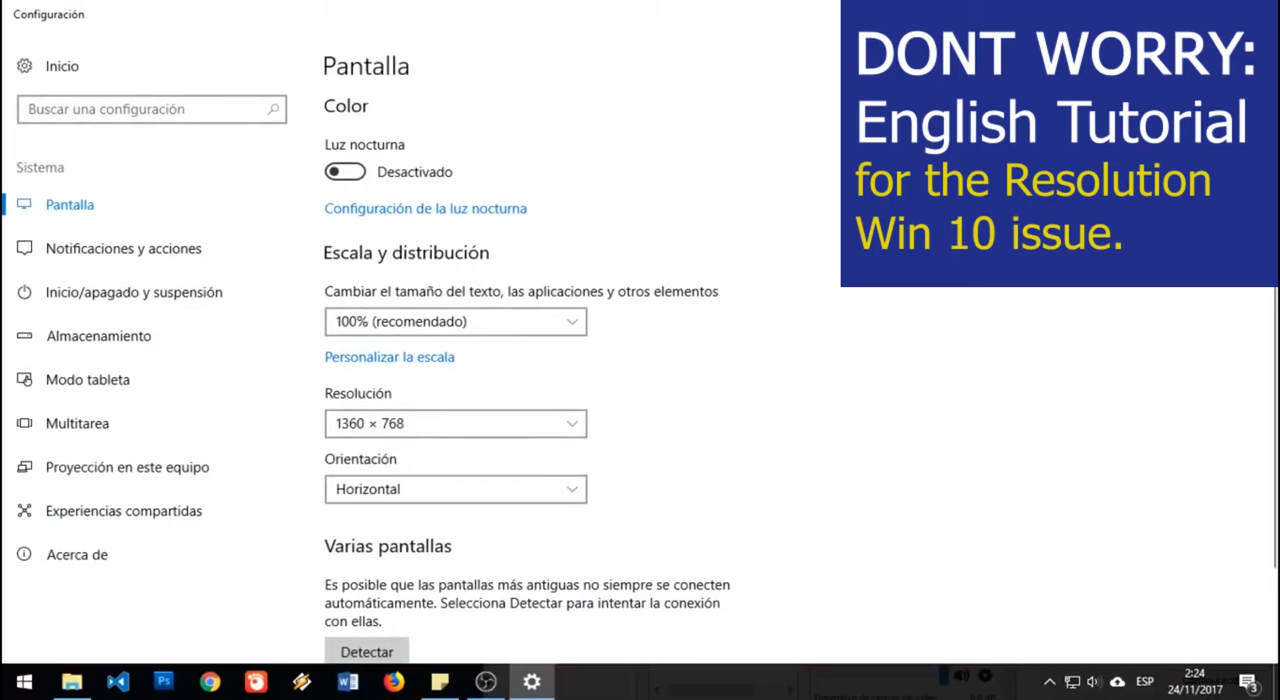 Configuración
Inicio
Buscar una configuración
Sistema
Pantalla
Notificaciones y acciones
Inicio/apagado y suspensión
Almacenamiento
Modo tableta
Multitarea
Proyección en este equipo
Experiencias compartidas
Acerca de
Pantalla
Color
Luz nocturna
Desactivado
Configuración de la luz nocturna
Escala y distribución
Cambiar el tamaño del texto, las aplicaciones y otros elementos
100% (recomendado)
Personalizar la escala
Resolución
1360 × 768
Orientación
Horizontal
Varias pantallas
Es posible que las pantallas más antiguas no siempre se conecten
automáticamente. Selecciona Detectar para intentar la conexión
con ellas.
Detectar
DONT WORRY:
English Tutorial
for the Resolution
Win 10 issue.
Ps
W
ESP
2:24
24/11/2017
3